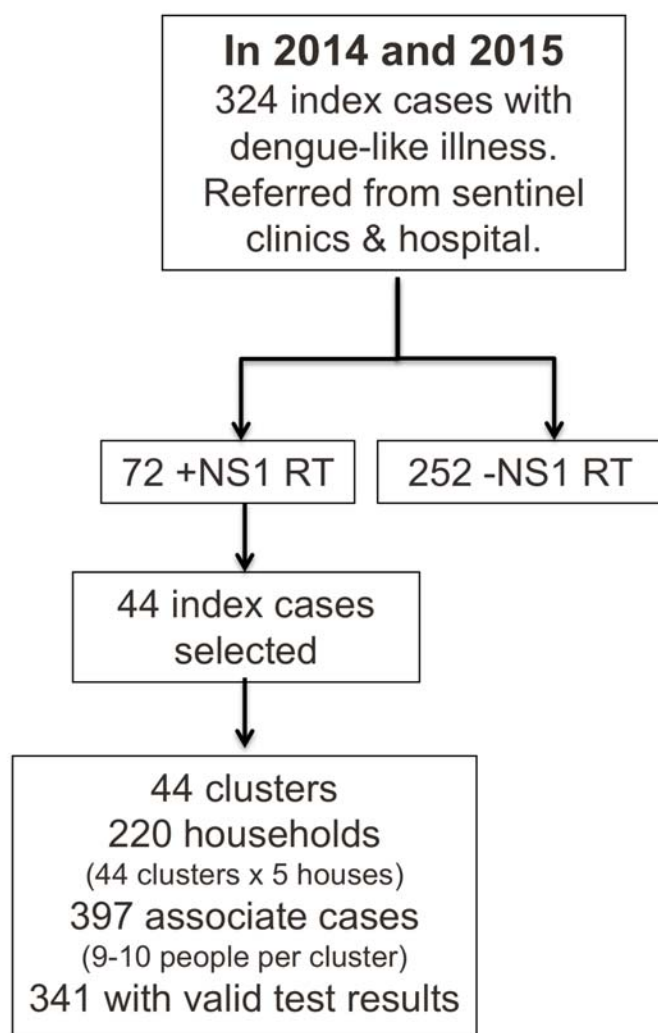 In 2014 and 2015
324 index cases with
dengue-like illness.
Referred from sentinel
clinics & hospital.
72 +NS1 RT
252 -NS1 RT
44 index cases
selected
44 clusters
220 households
(44 clusters x 5 houses)
397 associate cases
(9-10 people per cluster)
341 with valid test results